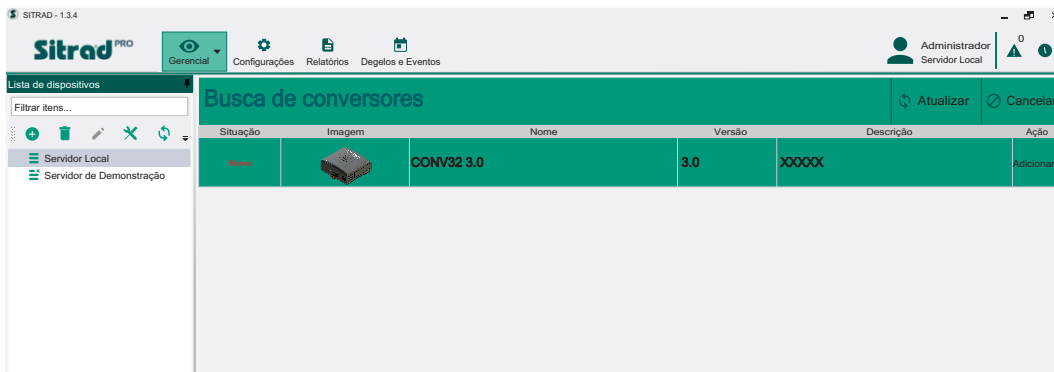 SITRAD - 1.3.4
Sitrad PRO
Gerencial
Configurações
Relatórios
Degelos e Eventos
Administrador
Servidor Local
0
Lista de dispositivos
Filtrar itens...
Servidor Local
Servidor de Demonstração
Busca de conversores
Atualizar
Cancelar
Situação Imagem Nome Versão Descrição Ação
Novo CONV32 3.0 3.0 XXXXX Adicionar